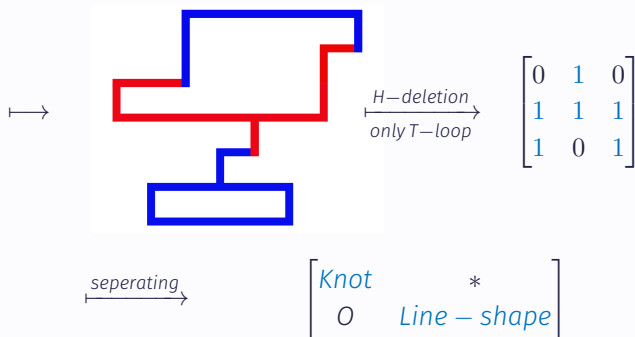 ⟼ H−deletion
only T−loop
[0 1 0
1 1 1
1 0 1]
seperating
[Knot *
O Line − shape]